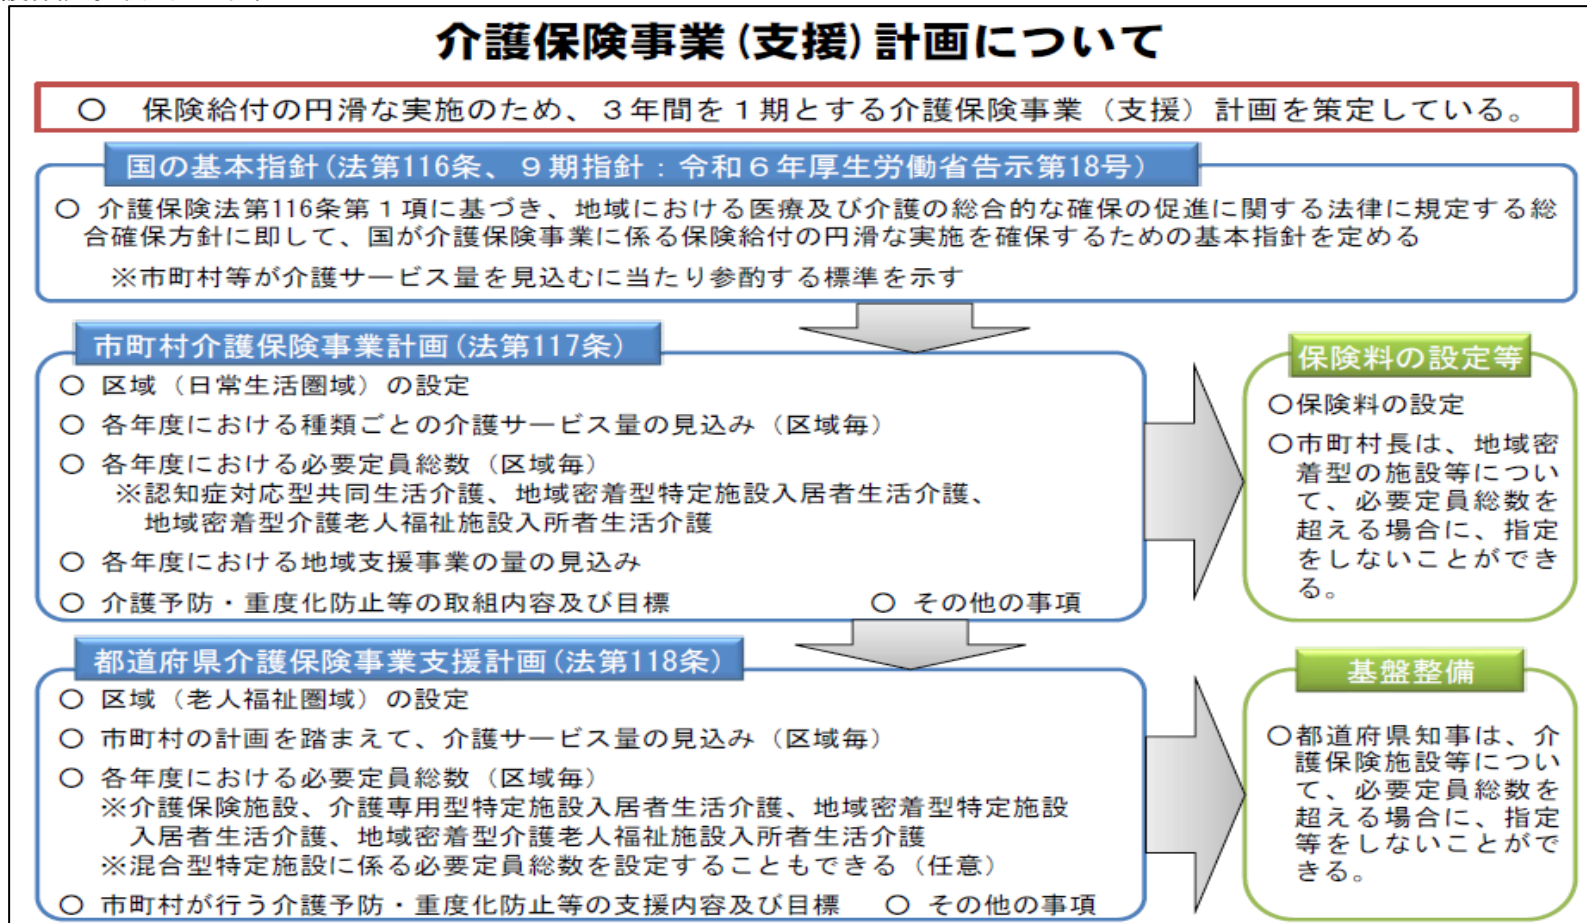 介護保険事業(支援)計画について
〇　保険給付の円滑な実施のため、３年間を１期とする介護保険事業（支援）計画を策定している。
国の基本指針(法第116条、９期指針：令和６年厚生労働省告示第18号)
〇 介護保険法第116条第１項に基づき、地域における医療及び介護の総合的な確保の促進に関する法律に規定する総
合確保方針に即して、国が介護保険事業に係る保険給付の円滑な実施を確保するための基本指針を定める
※市町村等が介護サービス量を見込むに当たり参酌する標準を示す
市町村介護保険事業計画(法第117条)
〇 区域（日常生活圏域）の設定
〇 各年度における種類ごとの介護サービス量の見込み（区域毎）
〇 各年度における必要定員総数（区域毎）
※認知症対応型共同生活介護、地域密着型特定施設入居者生活介護、
地域密着型介護老人福祉施設入所者生活介護
〇 各年度における地域支援事業の量の見込み
〇 介護予防・重度化防止等の取組内容及び目標　〇 その他の事項
保険料の設定等
〇保険料の設定
〇市町村長は、地域密
着型の施設等につい
て、必要定員総数を
超える場合に、指定
をしないことができ
る。
都道府県介護保険事業支援計画(法第118条)
〇 区域（老人福祉圏域）の設定
〇 市町村の計画を踏まえて、介護サービス量の見込み（区域毎）
〇 各年度における必要定員総数（区域毎）
※介護保険施設、介護専用型特定施設入居者生活介護、地域密着型特定施設
入居者生活介護、地域密着型介護老人福祉施設入所者生活介護
※混合型特定施設に係る必要定員総数を設定することもできる（任意）
〇 市町村が行う介護予防・重度化防止等の支援内容及び目標　〇 その他の事項
基盤整備
〇都道府県知事は、介
護保険施設等につい
て、必要定員総数を
超える場合に、指定
等をしないことがで
きる。